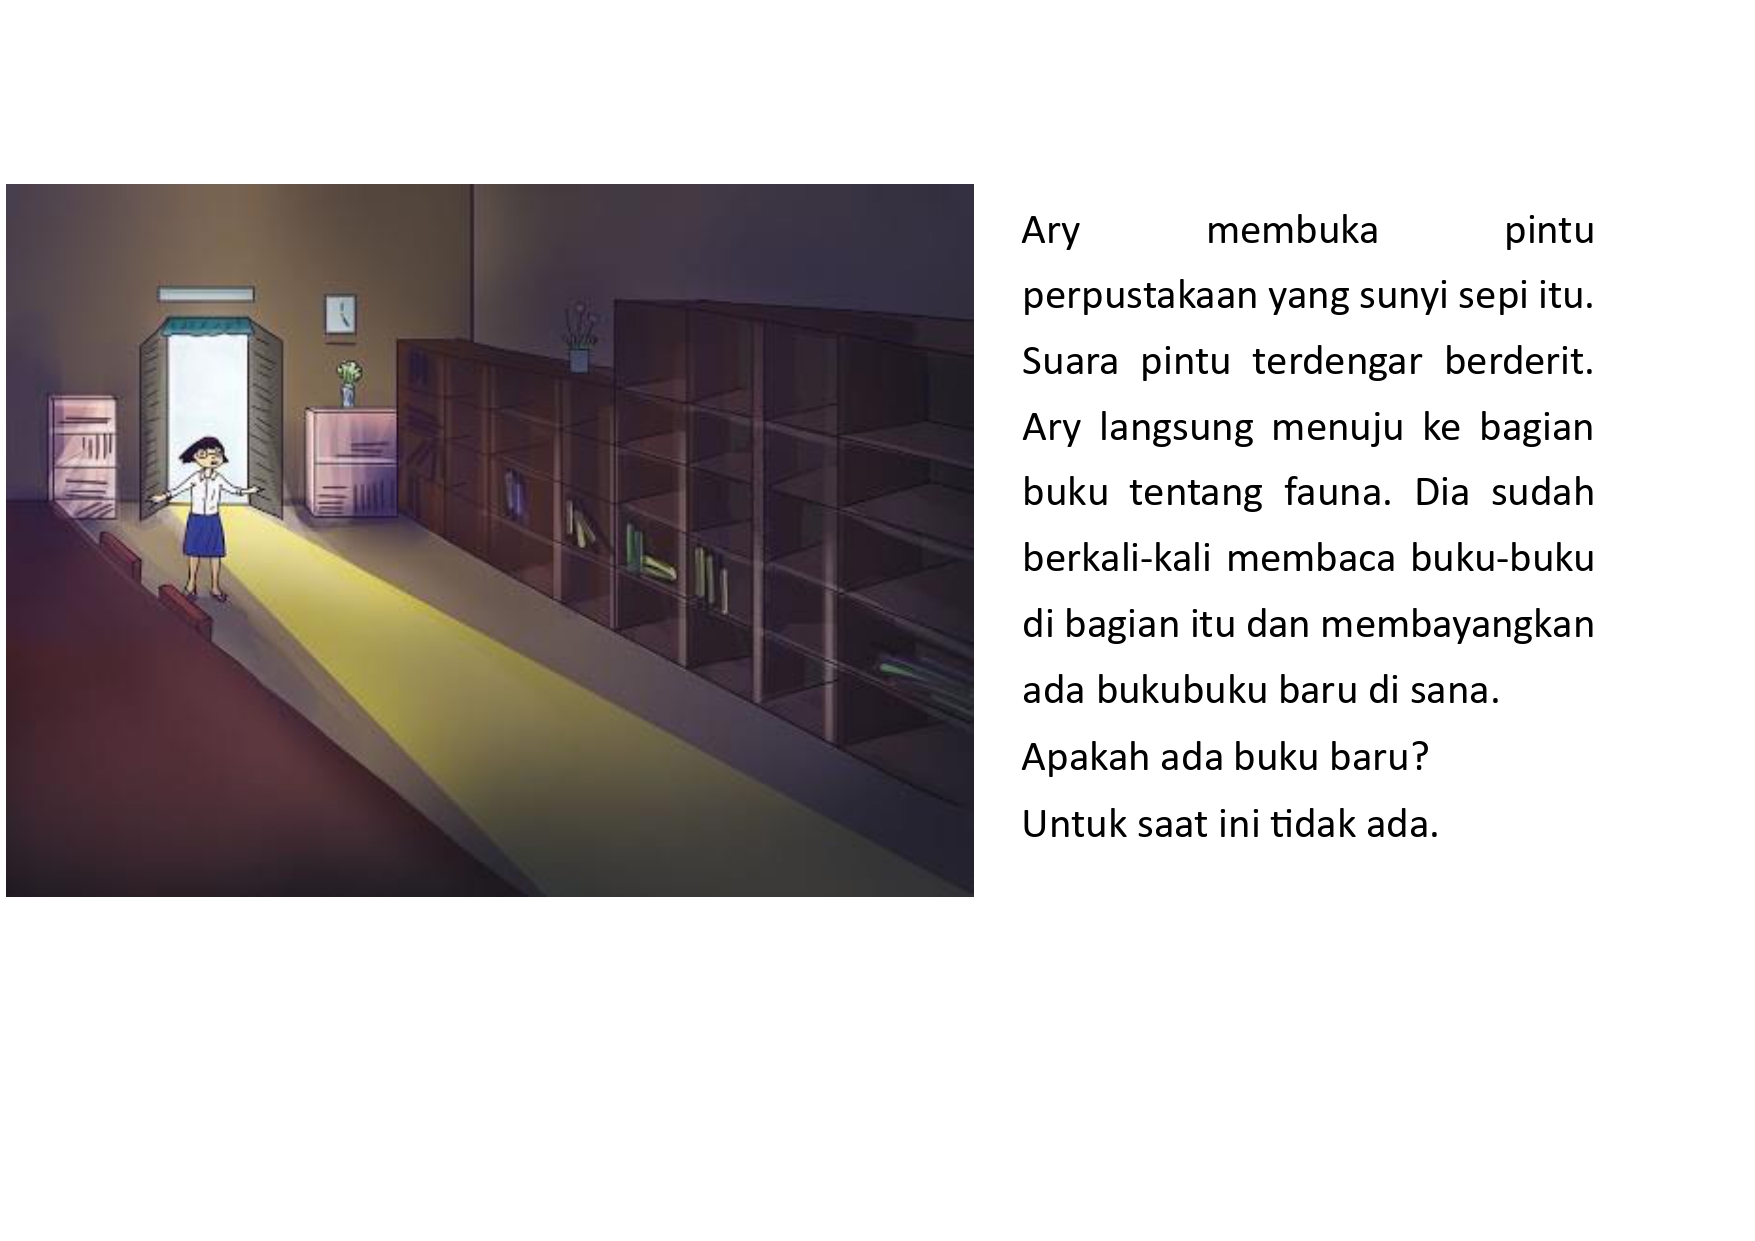 Ary membuka pintu
perpustakaan yang sunyi sepi itu.
Suara pintu terdengar berderit.
Ary langsung menuju ke bagian
buku tentang fauna. Dia sudah
berkali-kali membaca buku-buku
di bagian itu dan membayangkan
ada bukubuku baru di sana.
Apakah ada buku baru?
Untuk saat ini tidak ada.